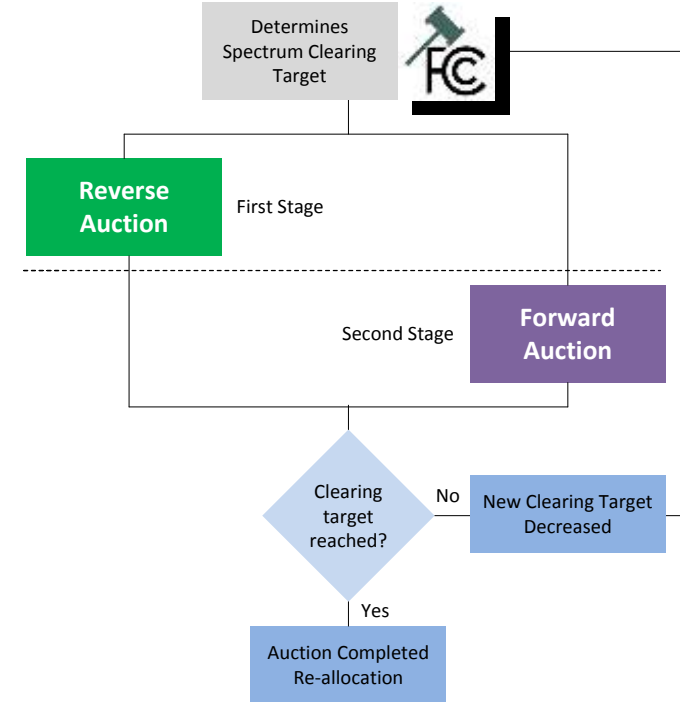 Determines
Spectrum Clearing
Target
FCC
Reverse
Auction
First Stage
Second Stage
Forward
Auction
Clearing
target
reached?
No
New Clearing Target
Decreased
Yes
Auction Completed
Re-allocation